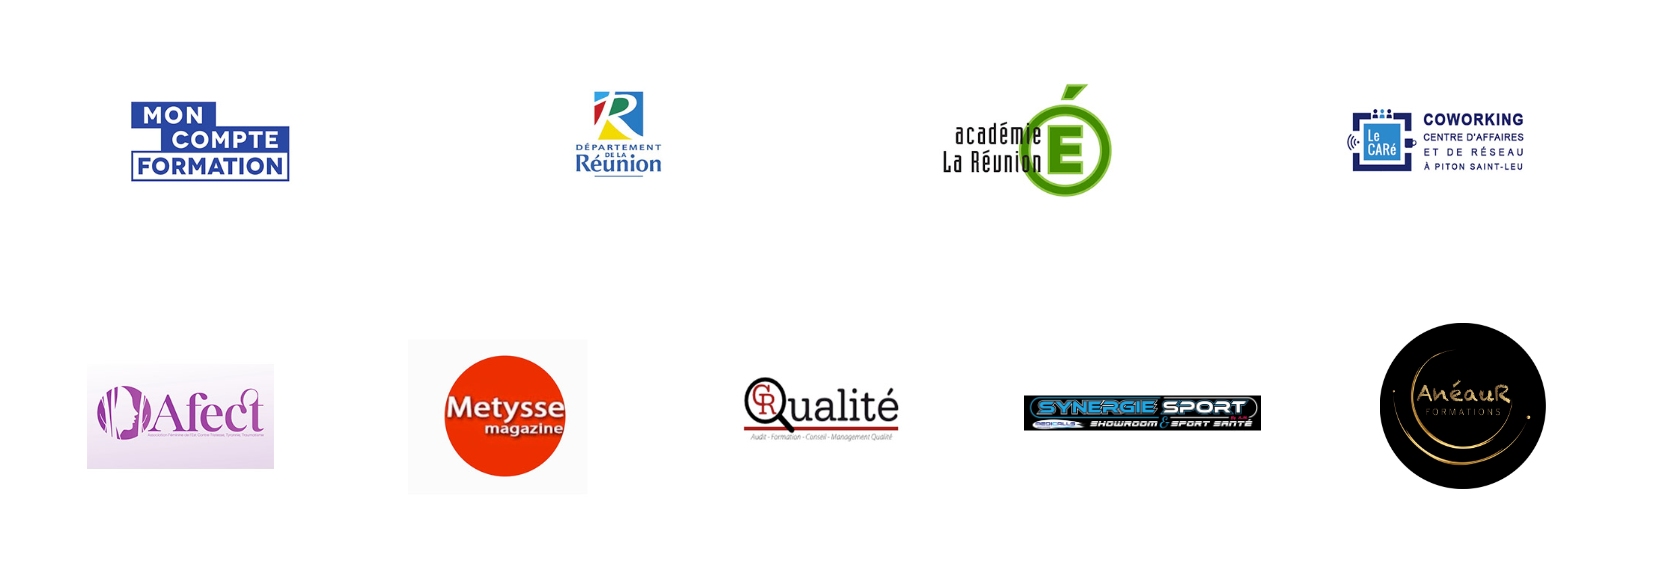 MON
COMPTE
FORMATION
DÉPARTEMENT
DE LA
Réunion
académie
La Réunion
É
Le
CARé
COWORKING
CENTRE D'AFFAIRES
ET DE RÉSEAU
À PITON SAINT-LEU
Afect
Metysse
magazine
CR
Qualité
Audit - Formation - Conseil - Management Qualité
SYNERGIE SPORT
SHOWROOM & SPORT SANTÉ
AnéauR
FORMATIONS